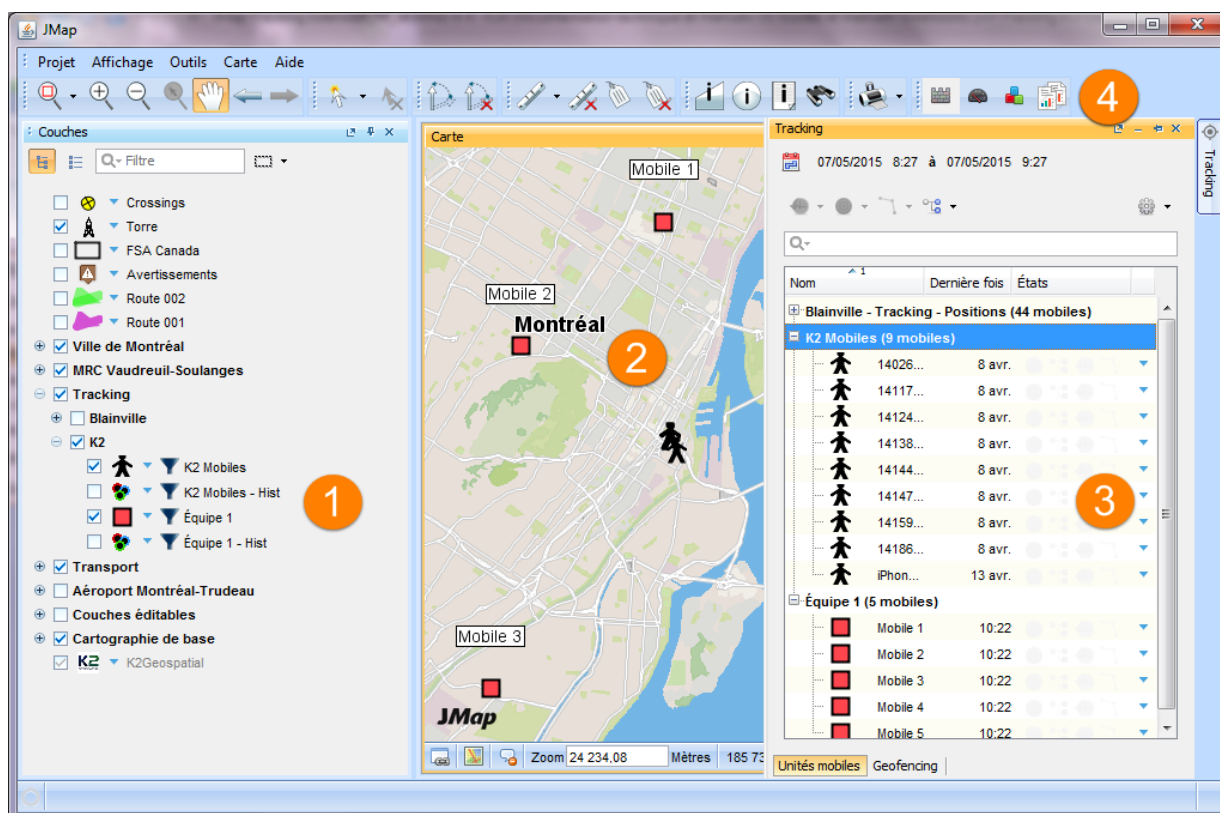 JMap
Projet Affichage Outils Carte Aide
4
Couches
Filtre
Crossings
Torre
FSA Canada
Avertissements
Route 002
Route 001
Ville de Montréal
MRC Vaudreuil-Soulanges
Tracking
Blainville
K2
K2 Mobiles
K2 Mobiles - Hist
Équipe 1
Équipe 1 - Hist
1
Transport
Aéroport Montréal-Trudeau
Couches éditables
Cartographie de base
K2 K2Geospatial
Carte
Mobile 1
Mobile 2
Montréal
2
Mobile 3
JMap
Zoom 24 234,08 Mètres 185 73
Tracking
07/05/2015 8:27 à 07/05/2015 9:27
1
Nom Dernière fois États
Blainville - Tracking - Positions (44 mobiles)
K2 Mobiles (9 mobiles)
14026... 8 avr.
14117... 8 avr.
14124... 8 avr.
14138... 8 avr.
14144... 8 avr.
14147... 8 avr.
14159... 8 avr.
14186... 8 avr.
iPhon... 13 avr.
3
Équipe 1 (5 mobiles)
Mobile 1 10:22
Mobile 2 10:22
Mobile 3 10:22
Mobile 4 10:22
Mobile 5 10:22
Unités mobiles Geofencing
Tracking